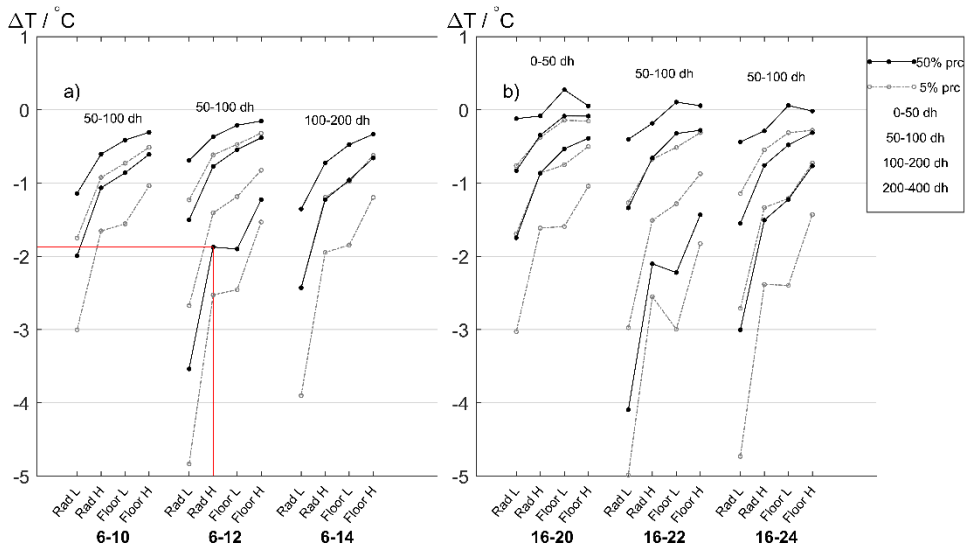 ΔT / °C
1
0
-1
-2
-3
-4
-5
a)
50-100 dh
50-100 dh
100-200 dh
Rad L
Rad H
Floor L
Floor H
Rad L
Rad H
Floor L
Floor H
Rad L
Rad H
Floor L
Floor H
6-10
6-12
6-14
ΔT / °C
1
0
-1
-2
-3
-4
-5
b)
0-50 dh
50-100 dh
50-100 dh
Rad L
Rad H
Floor L
Floor H
Rad L
Rad H
Floor L
Floor H
Rad L
Rad H
Floor L
Floor H
16-20
16-22
16-24
50% prc
5% prc
0-50 dh
50-100 dh
100-200 dh
200-400 dh